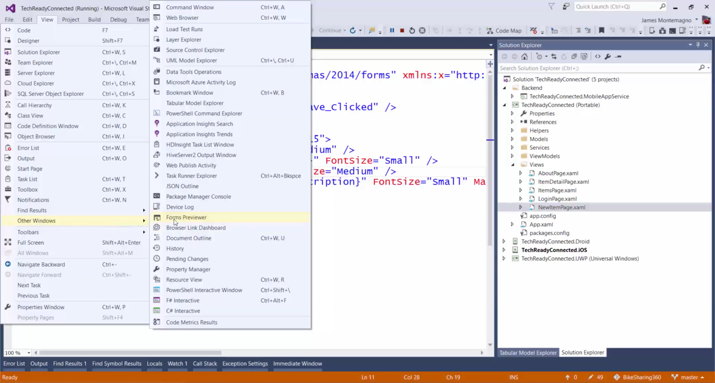 TechReadyConnected (Running) - Microsoft Visual S
Quick Launch (Ctrl+Q)
File Edit View Project Build Debug Team
James Montemagno
Continue
Code Map
Code F7
Designer Shift+F7
Solution Explorer Ctrl+W, S
Team Explorer Ctrl+\, Ctrl+M
Server Explorer Ctrl+W, L
Cloud Explorer Ctrl+\, Ctrl+X
SQL Server Object Explorer Ctrl+\, Ctrl+S
Call Hierarchy Ctrl+W, K
Class View Ctrl+W, C
Code Definition Window Ctrl+W, D
Object Browser Ctrl+W, J
Error List Ctrl+W, E
Output Ctrl+W, O
Start Page
Task List Ctrl+W, T
Toolbox Ctrl+W, X
Notifications Ctrl+W, N
Find Results
Other Windows
Toolbars
Full Screen Shift+Alt+Enter
All Windows Shift+Alt+M
Navigate Backward Ctrl+-
Navigate Forward Ctrl+Shift+-
Next Task
Previous Task
Properties Window Ctrl+W, P
Property Pages Shift+F4
Command Window Ctrl+W, A
Web Browser Ctrl+W, W
Load Test Runs
Layer Explorer
Source Control Explorer
UML Model Explorer Ctrl+\, Ctrl+U
Data Tools Operations
Microsoft Azure Activity Log
Bookmark Window Ctrl+W, B
Tabular Model Explorer
PowerShell Command Explorer
Application Insights Search
Application Insights Trends
HDInsight Task List Window
HiveServer2 Output Window
Web Publish Activity
Task Runner Explorer Ctrl+Alt+Bkspce
JSON Outline
Package Manager Console
Device Log
Forms Previewer
Browser Link Dashboard
Document Outline Ctrl+W, U
History
Pending Changes
Property Manager
Resource View Ctrl+W, R
PowerShell Interactive Window Ctrl+Shift+\
F# Interactive Ctrl+Alt+F
C# Interactive
Code Metrics Results
mas/2014/forms" xmlns="http:
ave_Clicked" />
5">
dium" />
}" FontSize="Small" />
Size="Medium" />
cription}" FontSize="Small" Ma
Solution Explorer
Search Solution Explorer (Ctrl+;)
Solution 'TechReadyConnected' (5 projects)
Backend
TechReadyConnected.MobileAppService
TechReadyConnected (Portable)
Properties
References
Helpers
Models
Services
ViewModels
Views
AboutPage.xaml
ItemDetailPage.xaml
ItemsPage.xaml
LoginPage.xaml
NewItemPage.xaml
app.config
App.xaml
packages.config
TechReadyConnected.Droid
TechReadyConnected.iOS
TechReadyConnected.UWP (Universal Windows)
100 %
Tabular Model Explorer Solution Explorer
Error List Output Find Results 1 Find Symbol Results Locals Watch 1 Call Stack Exception Settings Immediate Window
Ready Ln 11 Col 28 Ch 19 INS 0 49 BikeSharing360 master